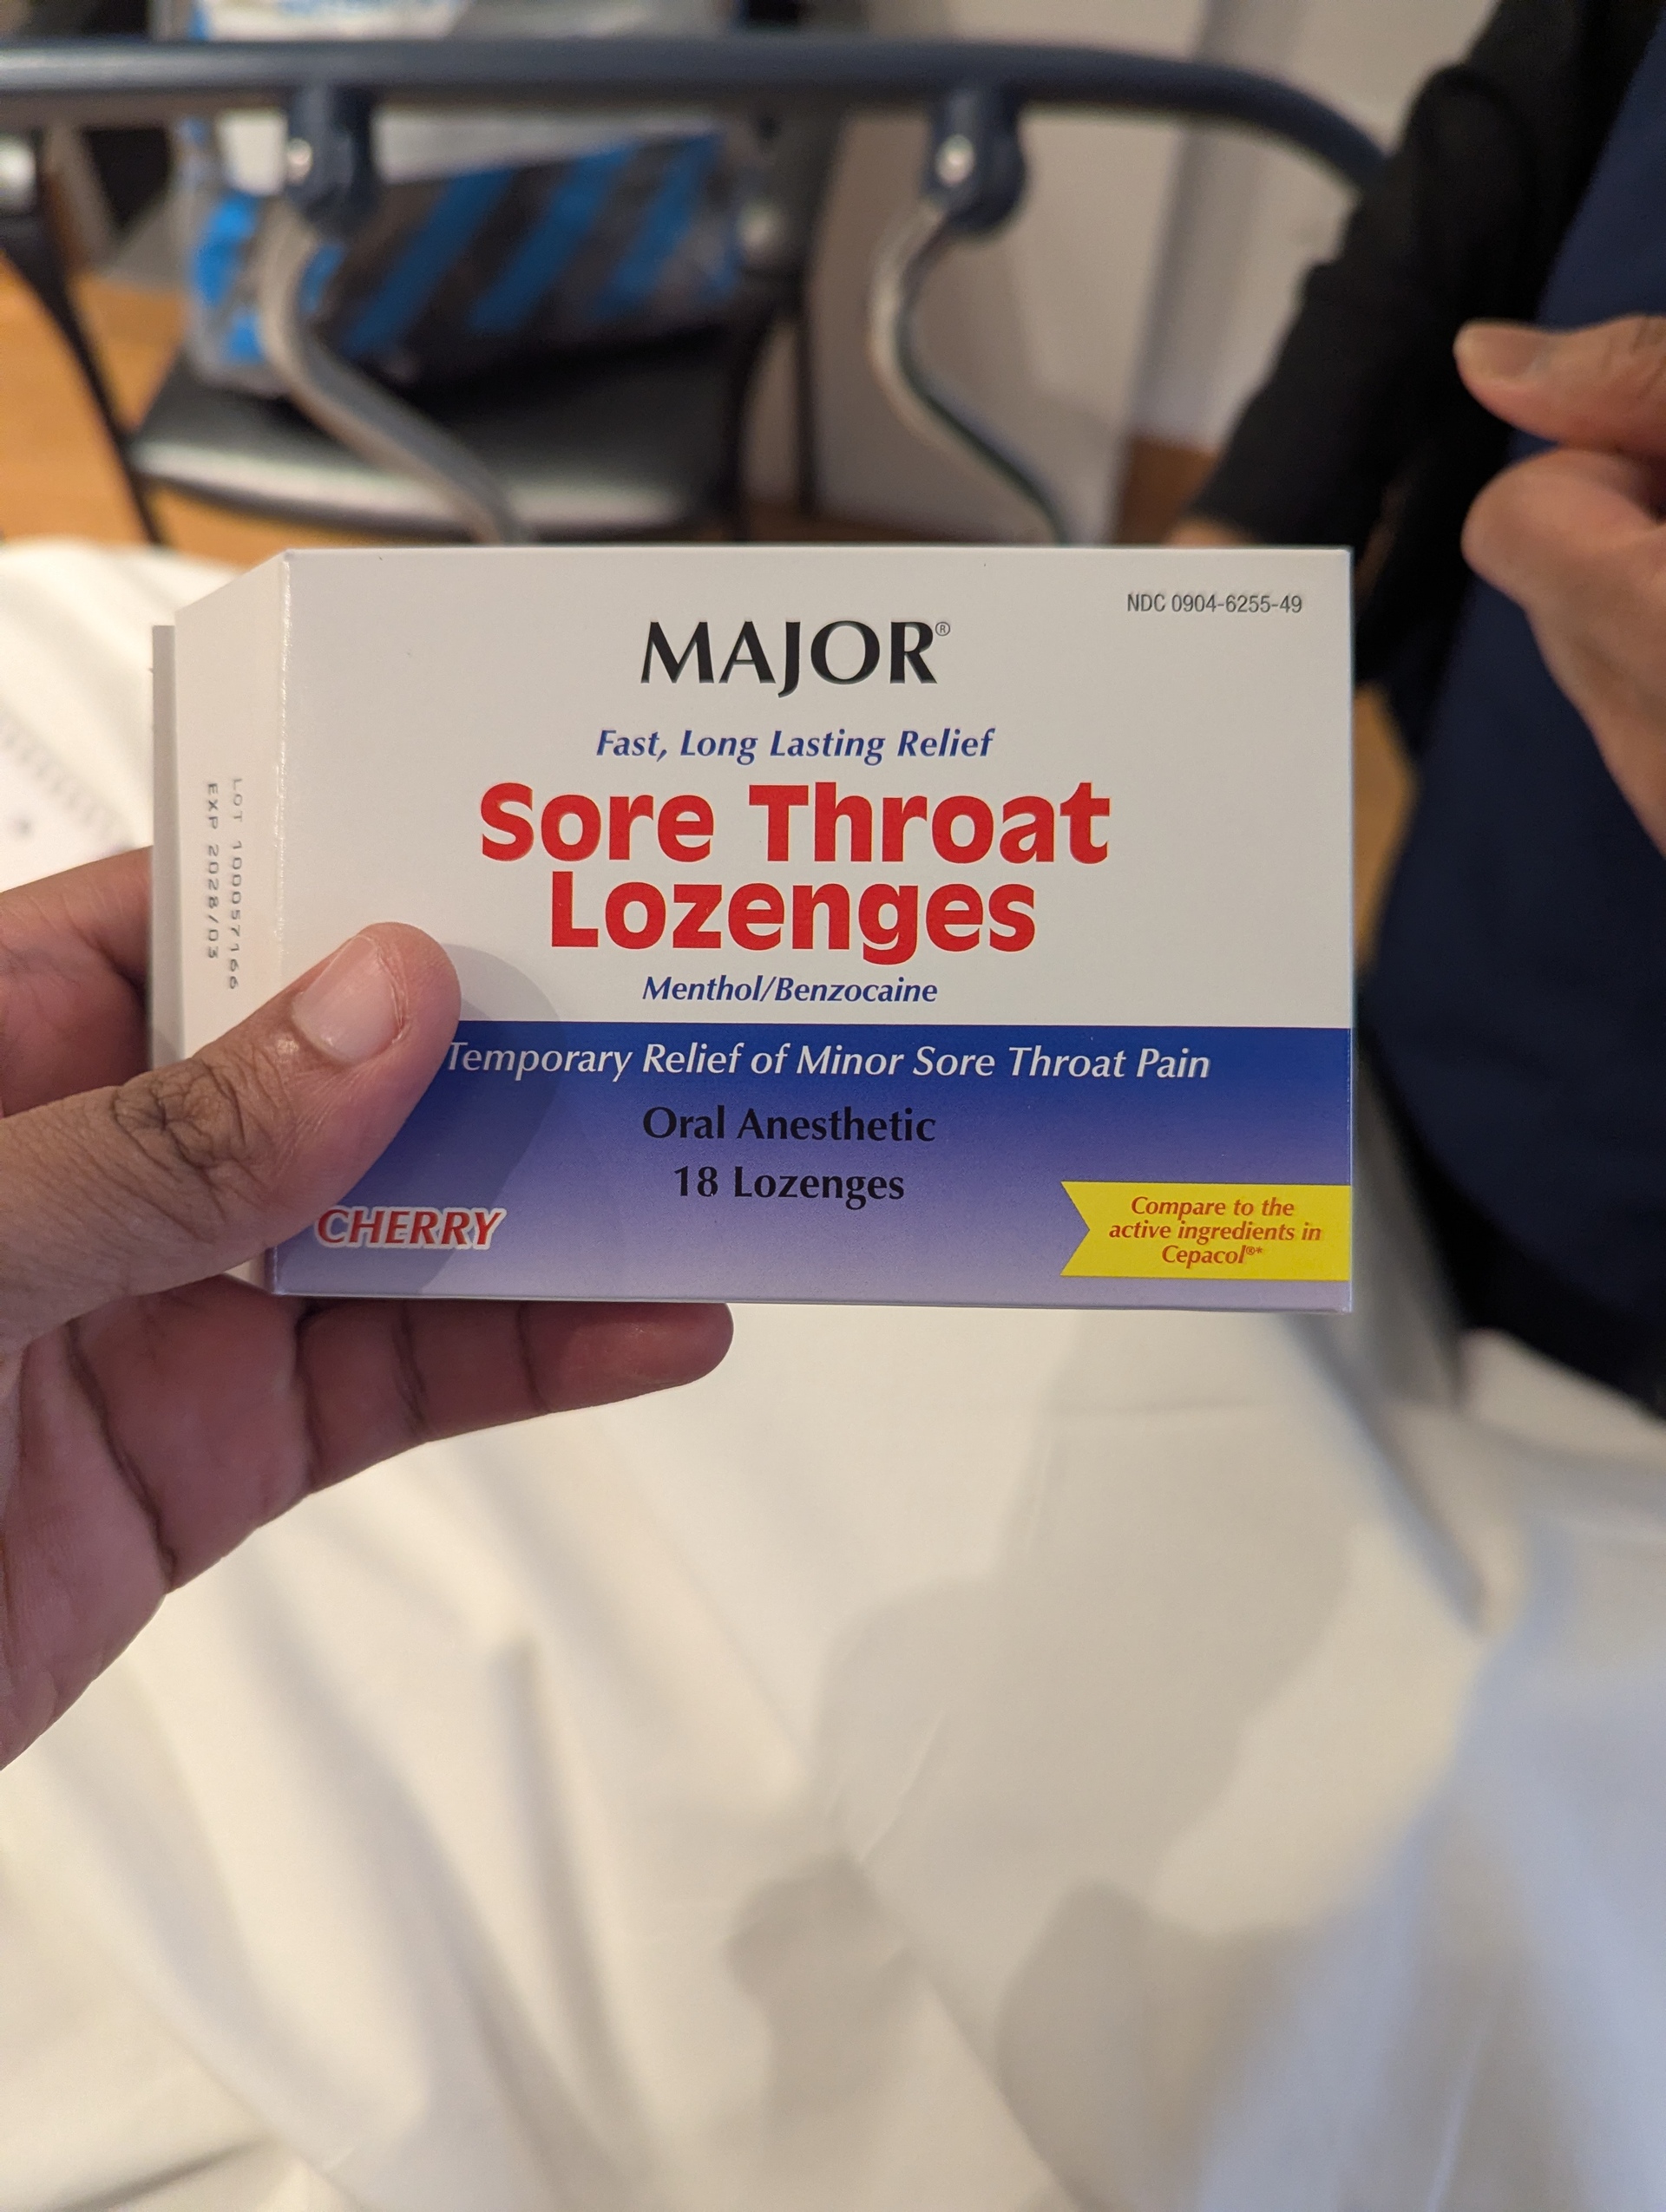 NDC 0904-6255-49
MAJOR®
Fast, Long Lasting Relief
Sore Throat
Lozenges
Menthol/Benzocaine
Temporary Relief of Minor Sore Throat Pain
Oral Anesthetic
18 Lozenges
CHERRY
Compare to the
active ingredients in
Cepacol®*
LOT 100057166
EXP 2028/03